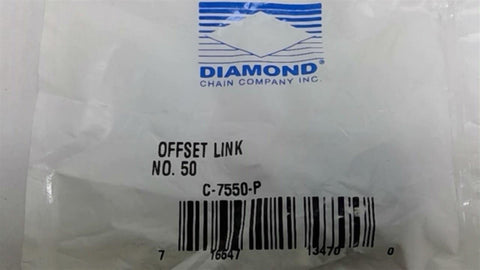 DIAMOND®
CHAIN COMPANY INC.
OFFSET LINK
NO. 50
C-7550-P
7 16647 13470 0